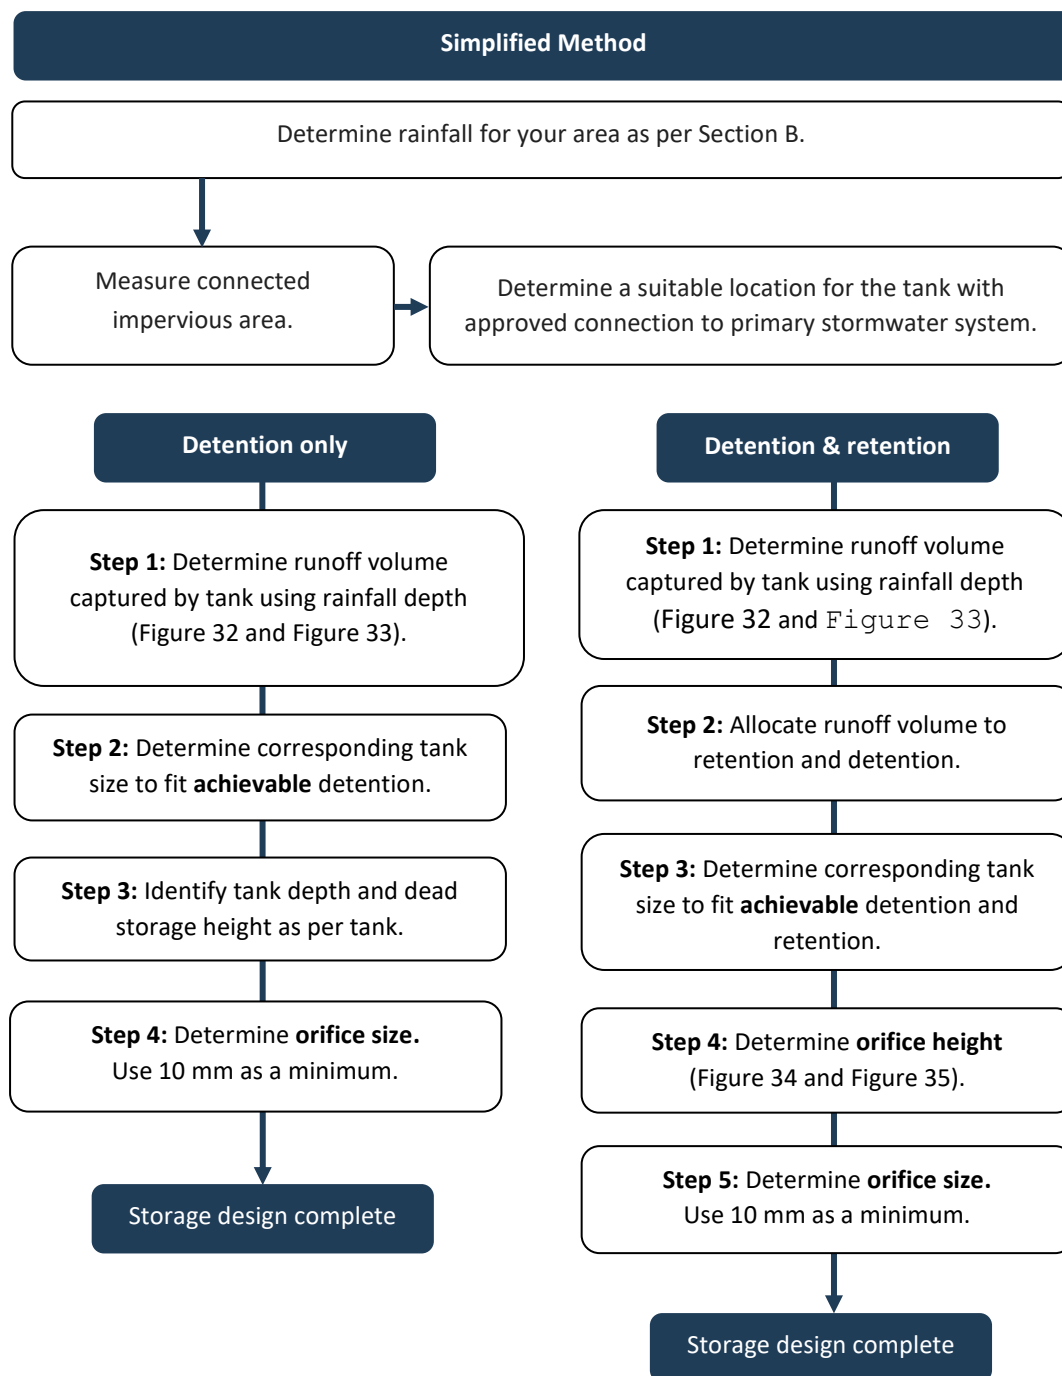 Simplified Method
Determine rainfall for your area as per Section B.
Measure connected
impervious area.
Determine a suitable location for the tank with
approved connection to primary stormwater system.
Detention only
Step 1: Determine runoff volume
captured by tank using rainfall depth
(Figure 32 and Figure 33).
Step 2: Determine corresponding tank
size to fit achievable detention.
Step 3: Identify tank depth and dead
storage height as per tank.
Step 4: Determine orifice size.
Use 10 mm as a minimum.
Storage design complete
Detention & retention
Step 1: Determine runoff volume
captured by tank using rainfall depth
(Figure 32 and Figure 33).
Step 2: Allocate runoff volume to
retention and detention.
Step 3: Determine corresponding tank
size to fit achievable detention and
retention.
Step 4: Determine orifice height
(Figure 34 and Figure 35).
Step 5: Determine orifice size.
Use 10 mm as a minimum.
Storage design complete